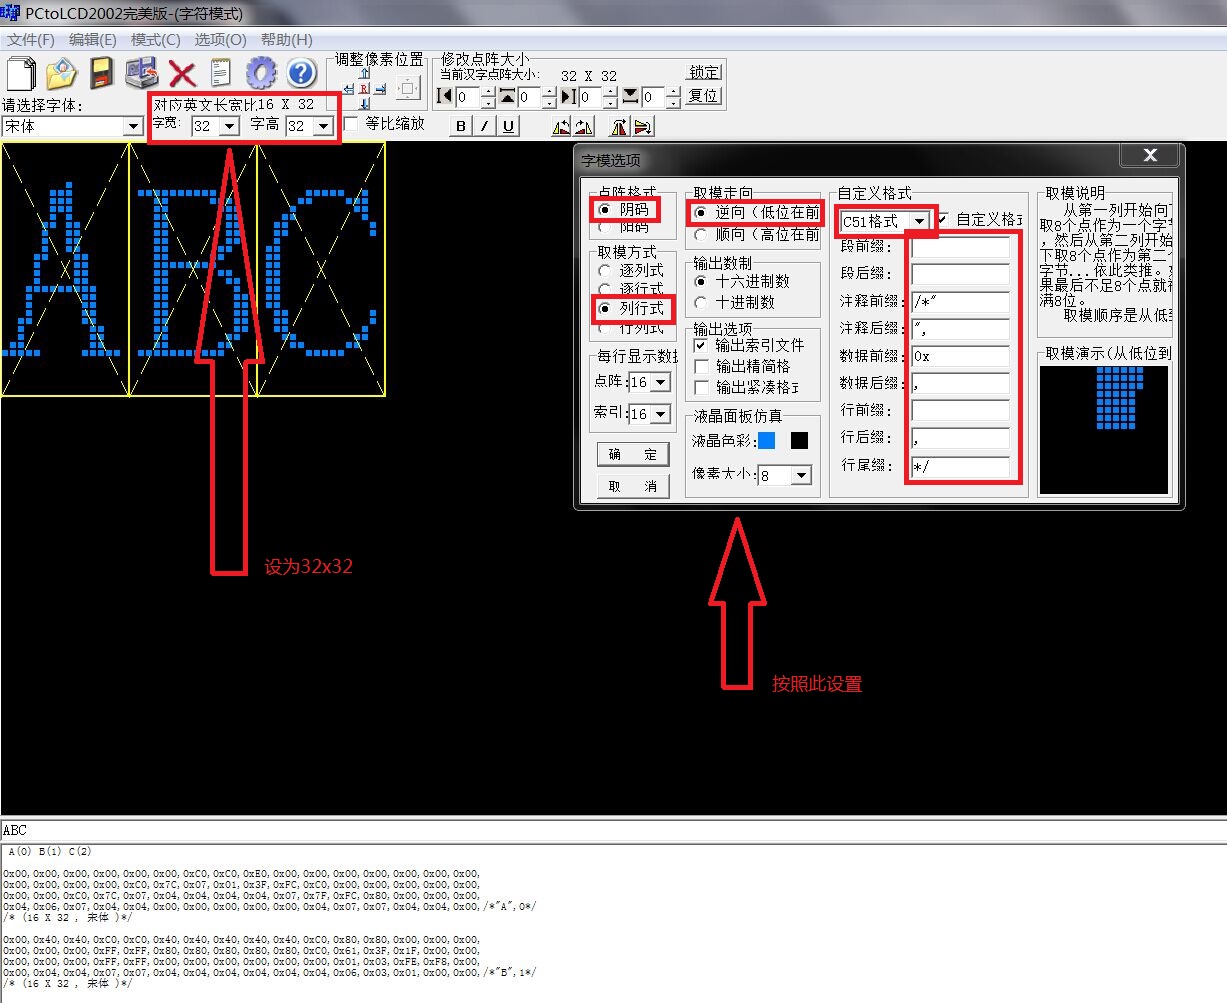 PCtoLCD2002完美版-(字符模式)
文件(F) 编辑(E) 模式(C) 选项(O) 帮助(H)
调整像素位置
修改点阵大小
当前汉字点阵大小: 32 X 32
锁定
R
0 0 0 0
复位
请选择字体:
宋体
对应英文长宽比16 X 32
字宽: 32 字高 32
等比缩放
B I U
设为32x32
字模选项
X
点阵格式
阴码
阳码
取模方式
逐列式
逐行式
列行式
行列式
每行显示数据
点阵: 16
索引: 16
确 定
取 消
取模走向
逆向(低位在前
顺向(高位在前
输出数制
十六进制数
十进制数
输出选项
输出索引文件
输出精简格
输出紧凑格式
液晶面板仿真
液晶色彩:
像素大小: 8
自定义格式
C51格式 自定义格式
段前缀:
段后缀:
注释前缀: /*"
注释后缀: ",
数据前缀: 0x
数据后缀: ,
行前缀:
行后缀: ,
行尾缀: */
取模说明
从第一列开始向下
取8个点作为一个字节
,然后从第二列开始
下取8个点作为第二个
字节...依此类推。如
果最后不足8个点就补
满8位。
取模顺序是从低到
取模演示(从低位到
按照此设置
ABC
A(0) B(1) C(2)
0x00,0x00,0x00,0x00,0x00,0x00,0xC0,0xC0,0xE0,0x00,0x00,0x00,0x00,0x00,0x00,0x00,
0x00,0x00,0x00,0x00,0xC0,0x7C,0x07,0x01,0x3F,0xFC,0xC0,0x00,0x00,0x00,0x00,0x00,
0x00,0x00,0xC0,0x7C,0x07,0x04,0x04,0x04,0x04,0x07,0x7F,0xFC,0x80,0x00,0x00,0x00,
0x04,0x06,0x07,0x04,0x04,0x00,0x00,0x00,0x00,0x00,0x04,0x07,0x07,0x04,0x04,0x00,/*"A",0*/
/* (16 X 32 , 宋体 )*/
0x00,0x40,0x40,0xC0,0xC0,0x40,0x40,0x40,0x40,0x40,0xC0,0x80,0x80,0x00,0x00,0x00,
0x00,0x00,0x00,0xFF,0xFF,0x80,0x80,0x80,0x80,0x80,0xC0,0x61,0x3F,0x1F,0x00,0x00,
0x00,0x00,0x00,0xFF,0xFF,0x00,0x00,0x00,0x00,0x00,0x00,0x01,0x03,0xFE,0xF8,0x00,
0x00,0x04,0x04,0x07,0x07,0x04,0x04,0x04,0x04,0x04,0x04,0x06,0x03,0x01,0x00,0x00,/*"B",1*/
/* (16 X 32 , 宋体 )*/